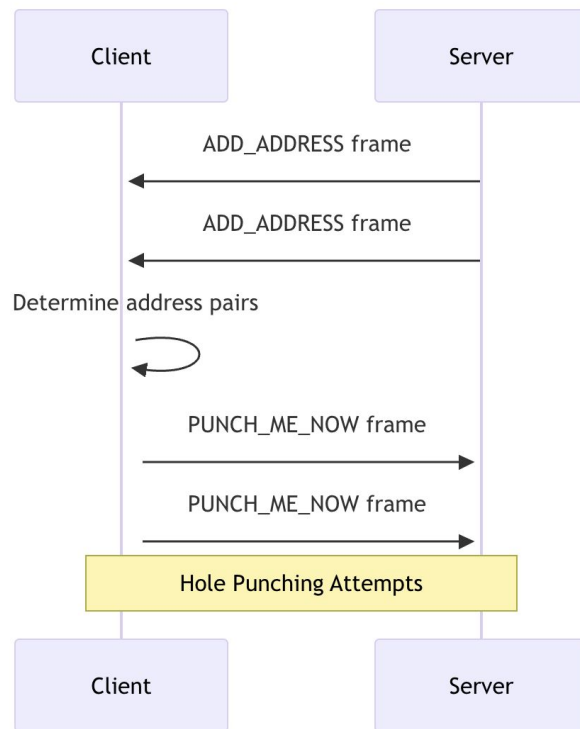 Client Server
ADD_ADDRESS frame
ADD_ADDRESS frame
Determine address pairs
PUNCH_ME_NOW frame
PUNCH_ME_NOW frame
Hole Punching Attempts
Client Server